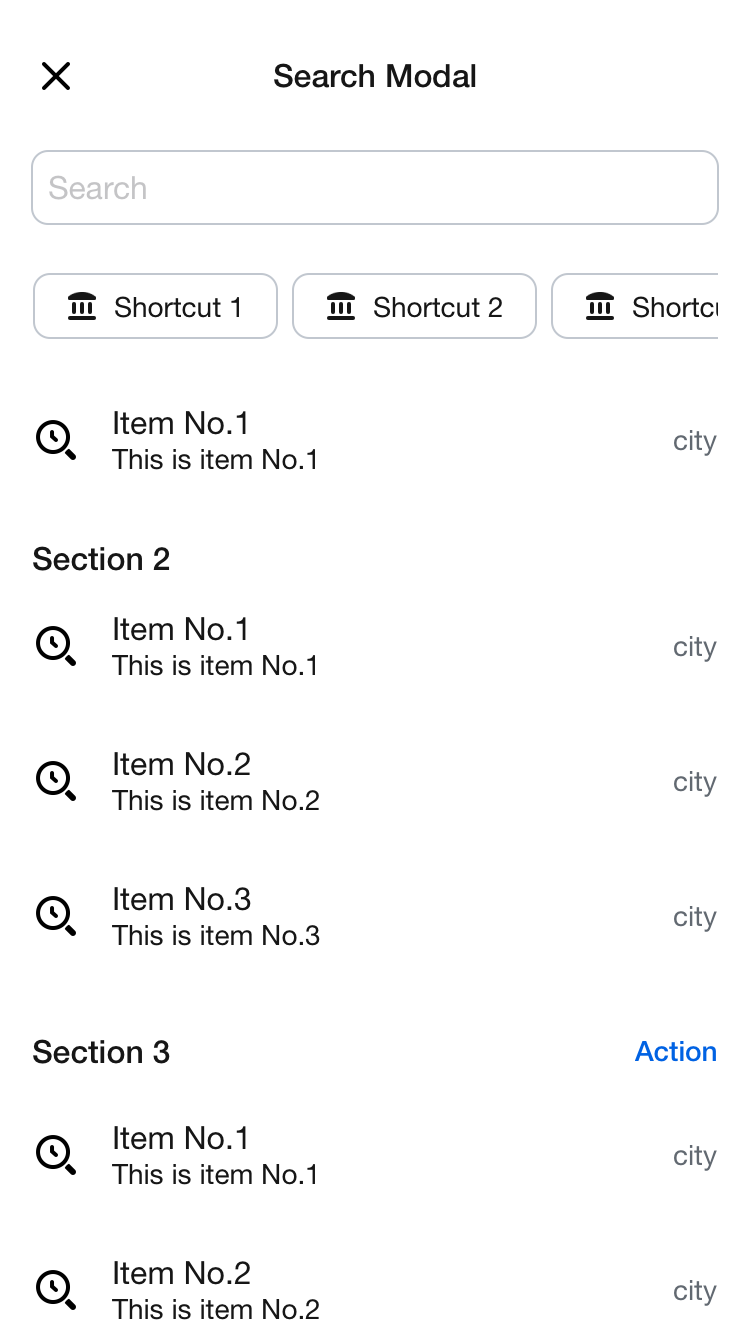 Search Modal
Search
Shortcut 1 Shortcut 2 Shortcu
Item No.1
This is item No.1
city
Section 2
Item No.1
This is item No.1
city
Item No.2
This is item No.2
city
Item No.3
This is item No.3
city
Section 3 Action
Item No.1
This is item No.1
city
Item No.2
This is item No.2
city